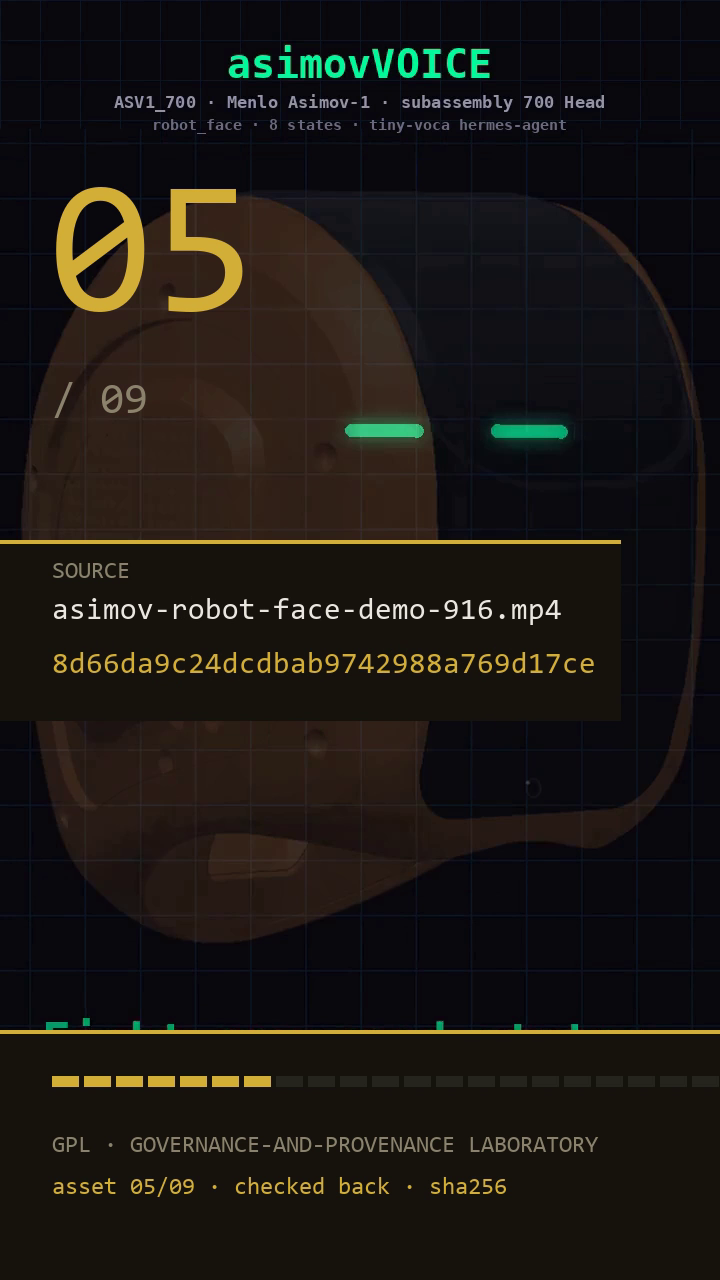 asimovVOICE
ASV1_700 · Menlo Asimov-1 · subassembly 700 Head
robot_face · 8 states · tiny-voca hermes-agent
05
/ 09
SOURCE
asimov-robot-face-demo-916.mp4
8d66da9c24dcdbab9742988a769d17ce
GPL · GOVERNANCE-AND-PROVENANCE LABORATORY
asset 05/09 · checked back · sha256